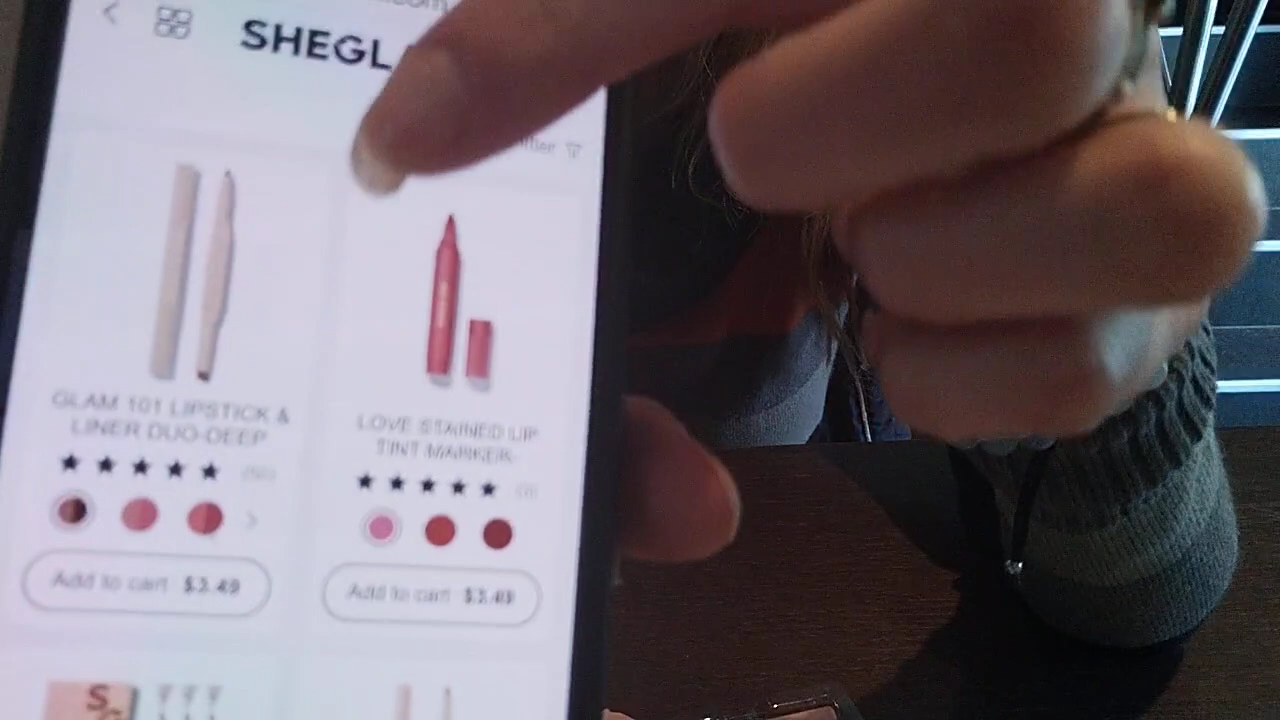 SHEGL
GLAM 101 LIPSTICK &
LINER DUO-DEEP
Add to cart $3.49
LOVE STAINED LIP
TINT MARKER-
Add to cart $3.49
S